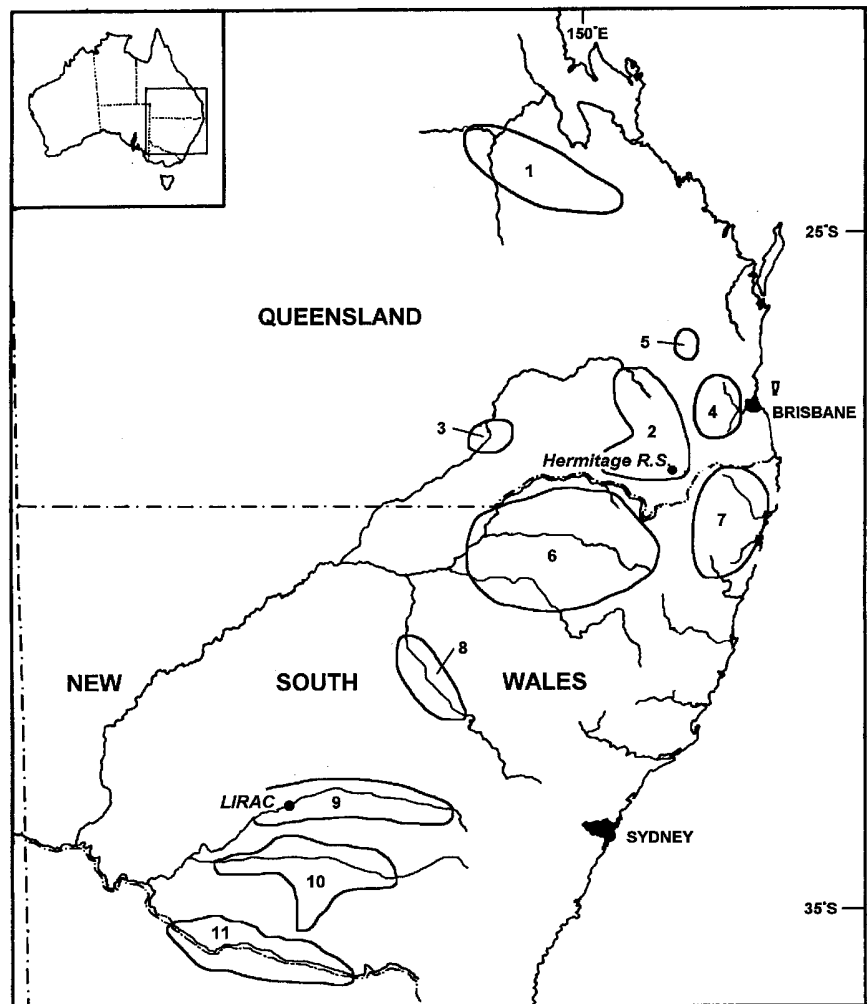 150°E
1
25°S
QUEENSLAND
5
4
BRISBANE
3
2
Hermitage R.S.
7
6
8
NEW SOUTH WALES
LIRAC
9
SYDNEY
10
35°S
11